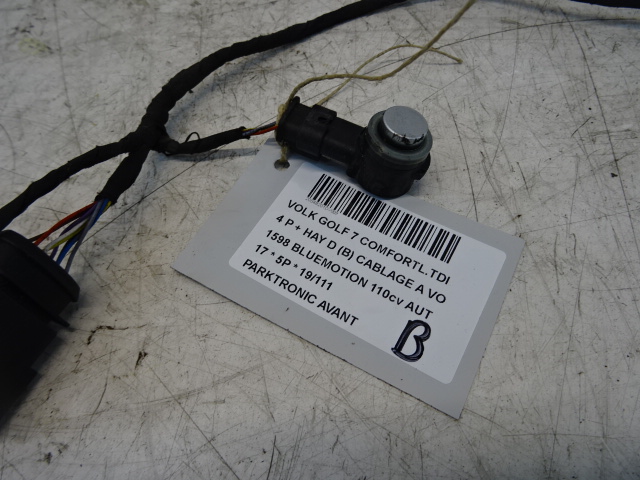 VOLK GOLF 7 COMFORTL.TDI
4 P + HAY D (B) CABLAGE A VO
1598 BLUEMOTION 110cv AUT
17 * 5P * 19/111
PARKTRONIC AVANT
B